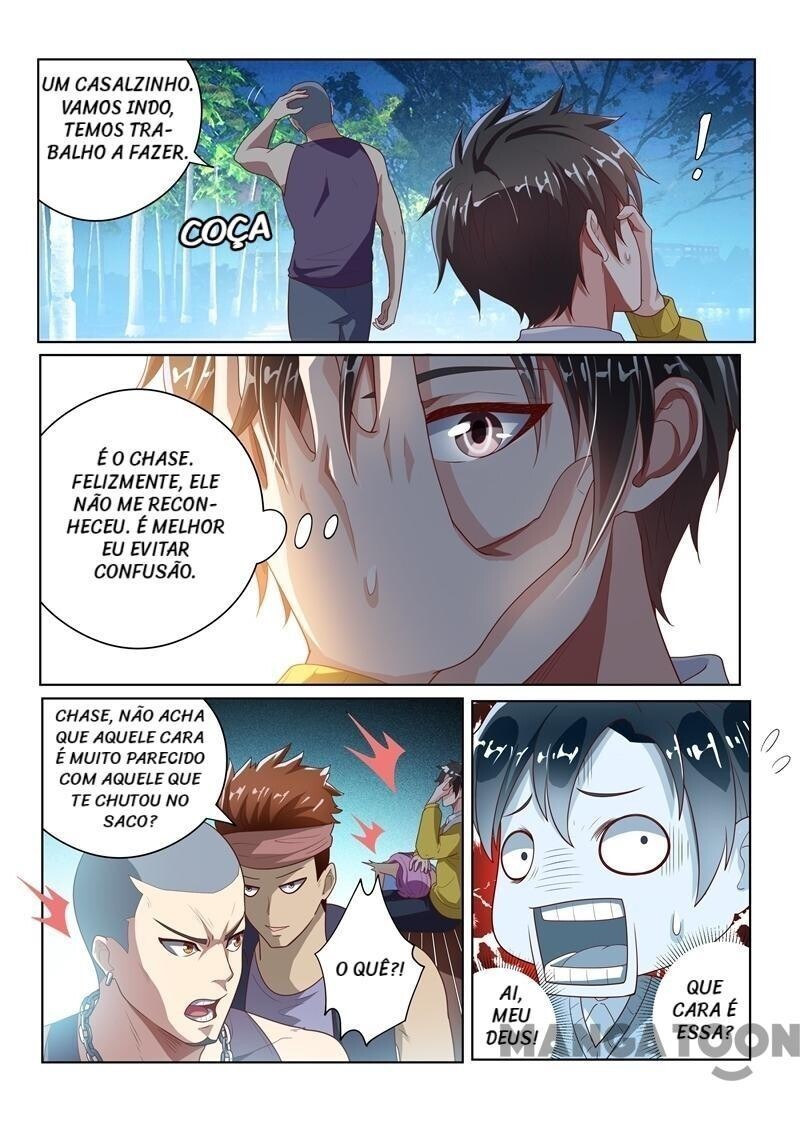 UM CASALZINHO.
VAMOS INDO,
TEMOS TRA-
BALHO A FAZER.
COÇA
!
É O CHASE.
FELIZMENTE, ELE
NÃO ME RECON-
HECEU. É MELHOR
EU EVITAR
CONFUSÃO.
CHASE, NÃO ACHA
QUE AQUELE CARA
É MUITO PARECIDO
COM AQUELE QUE
TE CHUTOU NO
SACO?
O QUÊ?!
AI,
MEU
DEUS!
QUE
CARA É
ESSA?
MANGATOON